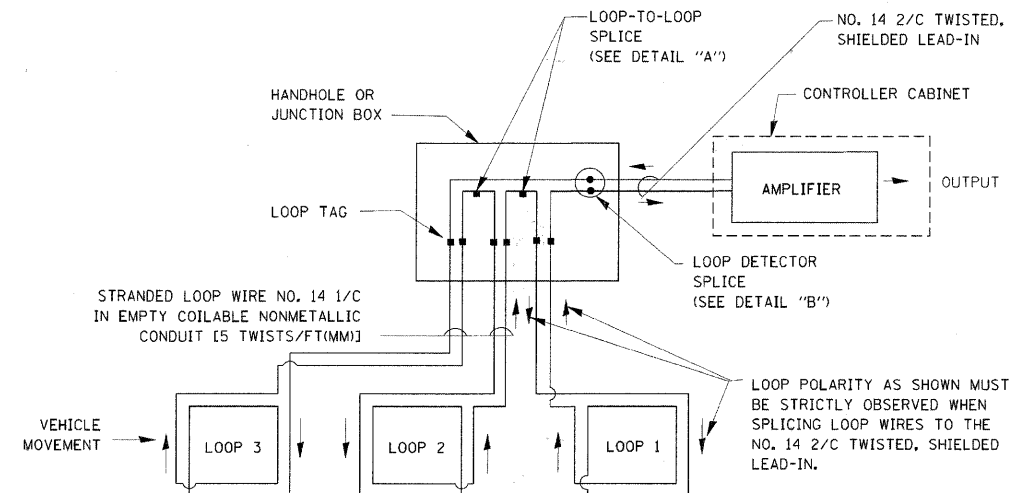 LOOP-TO-LOOP
SPLICE
(SEE DETAIL "A")
NO. 14 2/C TWISTED,
SHIELDED LEAD-IN
HANDHOLE OR
JUNCTION BOX
CONTROLLER CABINET
AMPLIFIER
OUTPUT
LOOP TAG
LOOP DETECTOR
SPLICE
(SEE DETAIL "B")
STRANDED LOOP WIRE NO. 14 1/C
IN EMPTY COILABLE NONMETALLIC
CONDUIT [5 TWISTS/FT(MM)]
LOOP POLARITY AS SHOWN MUST
BE STRICTLY OBSERVED WHEN
SPLICING LOOP WIRES TO THE
NO. 14 2/C TWISTED, SHIELDED
LEAD-IN.
VEHICLE
MOVEMENT
LOOP 3
LOOP 2
LOOP 1